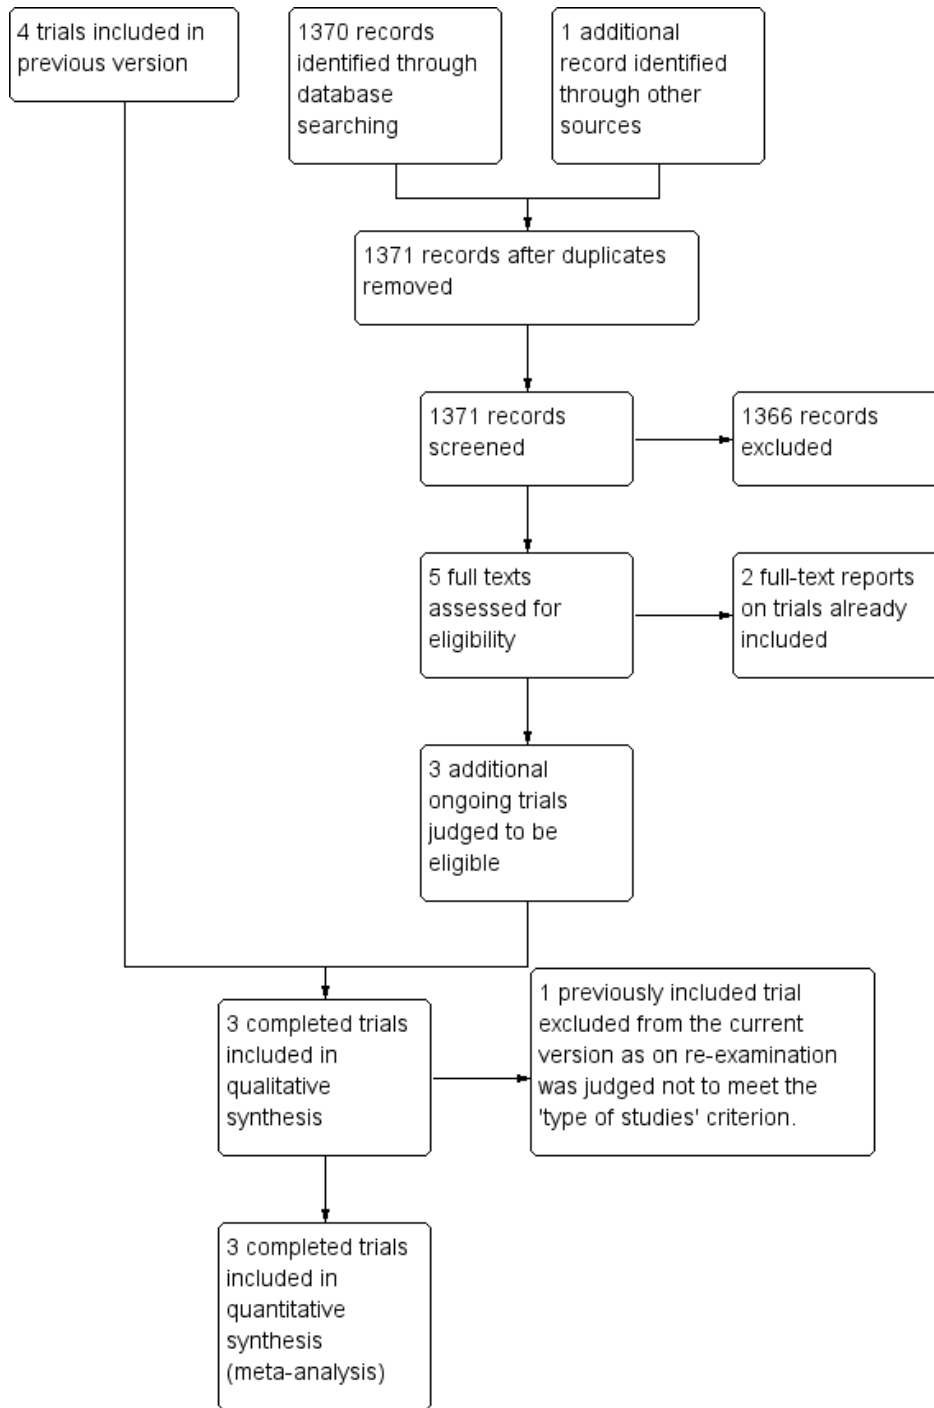 4 trials included in
previous version
1370 records
identified through
database
searching
1 additional
record identified
through other
sources
1371 records after duplicates
removed
1371 records
screened
1366 records
excluded
5 full texts
assessed for
eligibility
2 full-text reports
on trials already
included
3 additional
ongoing trials
judged to be
eligible
3 completed trials
included in
qualitative
synthesis
1 previously included trial
excluded from the current
version as on re-examination
was judged not to meet the
'type of studies' criterion.
3 completed trials
included in
quantitative
synthesis
(meta-analysis)